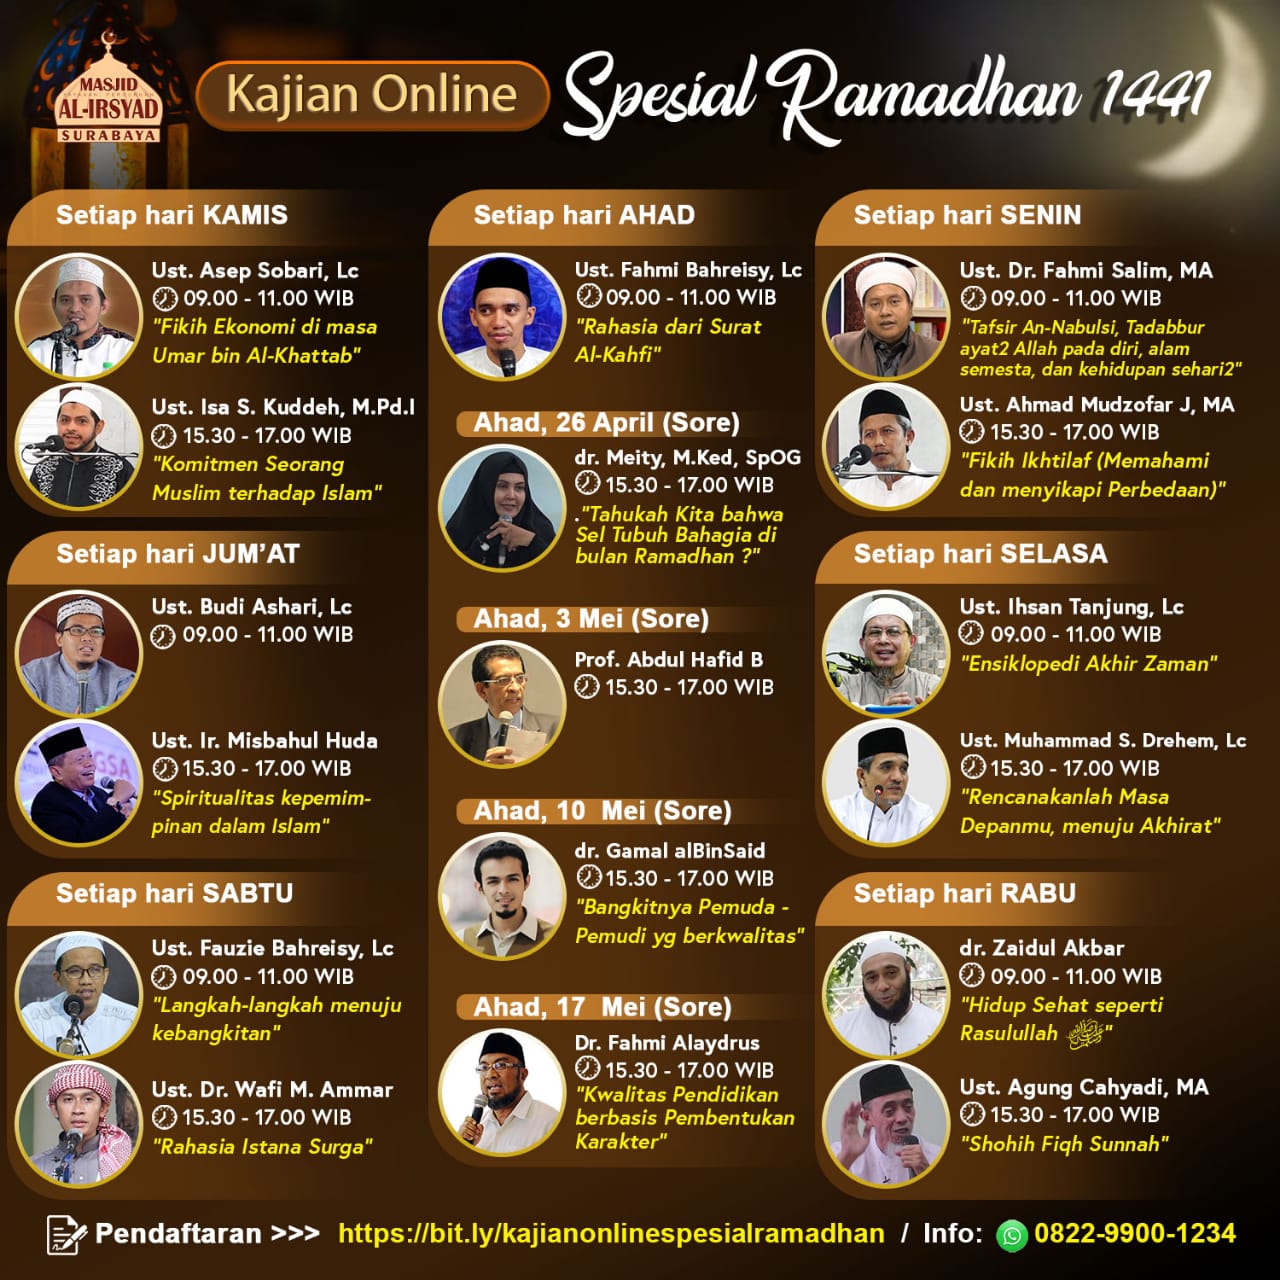 MASJID
YAYASAN PERGURUAN
AL-IRSYAD
SURABAYA
Kajian Online
Spesial Ramadhan 1441
Setiap hari KAMIS
Ust. Asep Sobari, Lc
09.00 - 11.00 WIB
"Fikih Ekonomi di masa
Umar bin Al-Khattab"
Ust. Isa S. Kuddeh, M.Pd.I
15.30 - 17.00 WIB
"Komitmen Seorang
Muslim terhadap Islam"
Setiap hari JUM'AT
Ust. Budi Ashari, Lc
09.00 - 11.00 WIB
Ust. Ir. Misbahul Huda
15.30 - 17.00 WIB
"Spiritualitas kepemim-
pinan dalam Islam"
Setiap hari SABTU
Ust. Fauzie Bahreisy, Lc
09.00 - 11.00 WIB
"Langkah-langkah menuju
kebangkitan"
Ust. Dr. Wafi M. Ammar
15.30 - 17.00 WIB
"Rahasia Istana Surga"
Setiap hari AHAD
Ust. Fahmi Bahreisy, Lc
09.00 - 11.00 WIB
"Rahasia dari Surat
Al-Kahfi"
Ahad, 26 April (Sore)
dr. Meity, M.Ked, SpOG
15.30 - 17.00 WIB
."Tahukah Kita bahwa
Sel Tubuh Bahagia di
bulan Ramadhan ?"
Ahad, 3 Mei (Sore)
Prof. Abdul Hafid B
15.30 - 17.00 WIB
GSA
Ahad, 10 Mei (Sore)
dr. Gamal alBinSaid
15.30 - 17.00 WIB
"Bangkitnya Pemuda -
Pemudi yg berkwalitas"
Ahad, 17 Mei (Sore)
Dr. Fahmi Alaydrus
15.30 - 17.00 WIB
"Kwalitas Pendidikan
berbasis Pembentukan
Karakter"
Setiap hari SENIN
Ust. Dr. Fahmi Salim, MA
09.00 - 11.00 WIB
"Tafsir An-Nabulsi, Tadabbur
ayat2 Allah pada diri, alam
semesta, dan kehidupan sehari2"
Ust. Ahmad Mudzofar J, MA
15.30 - 17.00 WIB
"Fikih Ikhtilaf (Memahami
dan menyikapi Perbedaan)"
Setiap hari SELASA
Ust. Ihsan Tanjung, Lc
09.00 - 11.00 WIB
"Ensiklopedi Akhir Zaman"
Ust. Muhammad S. Drehem, Lc
15.30 - 17.00 WIB
"Rencanakanlah Masa
Depanmu, menuju Akhirat"
Setiap hari RABU
dr. Zaidul Akbar
09.00 - 11.00 WIB
"Hidup Sehat seperti
Rasulullah ﷺ"
Ust. Agung Cahyadi, MA
15.30 - 17.00 WIB
"Shohih Fiqh Sunnah"
Pendaftaran >>> https://bit.ly/kajianonlinespesialramadhan / Info: 0822-9900-1234